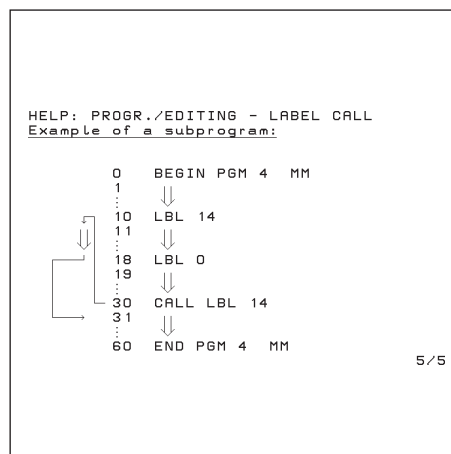 HELP: PROGR./EDITING - LABEL CALL
Example of a subprogram:
0 BEGIN PGM 4 MM
1
10 LBL 14
11
18 LBL 0
19
30 CALL LBL 14
31
60 END PGM 4 MM
5/5